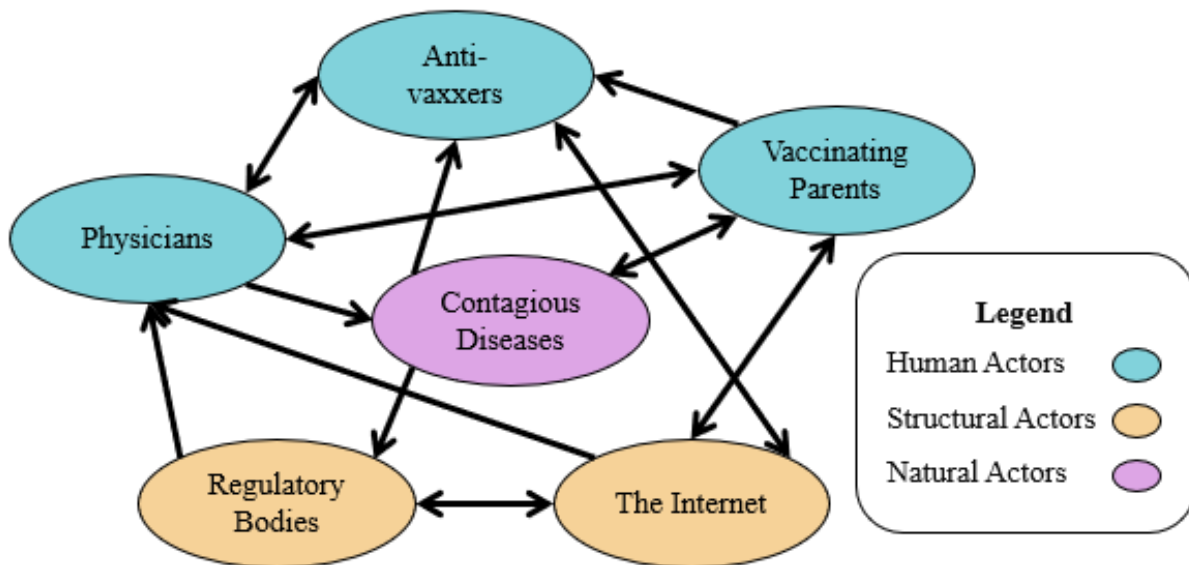 Anti-
vaxxers
Vaccinating
Parents
Physicians
Contagious
Diseases
Regulatory
Bodies
The Internet
Legend
Human Actors
Structural Actors
Natural Actors